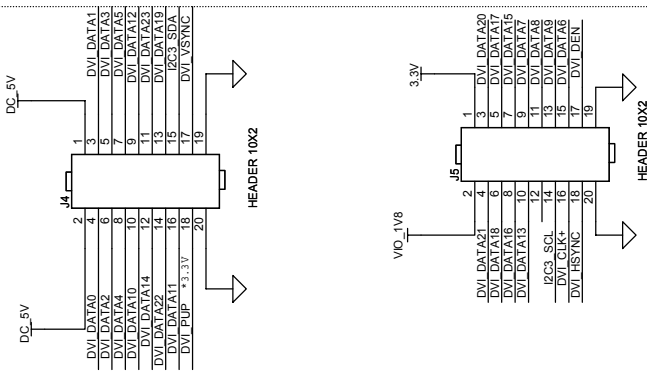 DC_5V
DC_5V
J4
2 1
DVI_DATA0 4 3 DVI_DATA1
DVI_DATA2 6 5 DVI_DATA3
DVI_DATA4 8 7 DVI_DATA5
DVI_DATA10 10 9 DVI_DATA12
DVI_DATA14 12 11 DVI_DATA23
DVI_DATA22 14 13 DVI_DATA19
DVI_DATA11 16 15 I2C3_SDA
DVI_PUP *3.3V 18 17 DVI_VSYNC
20 19
HEADER 10X2
VIO_1V8
3.3V
J5
2 1
DVI_DATA21 4 3 DVI_DATA20
DVI_DATA18 6 5 DVI_DATA17
DVI_DATA16 8 7 DVI_DATA15
DVI_DATA13 10 9 DVI_DATA7
12 11 DVI_DATA8
I2C3_SCL 14 13 DVI_DATA9
DVI_CLK+ 16 15 DVI_DATA6
DVI_HSYNC 18 17 DVI_DEN
20 19
HEADER 10X2